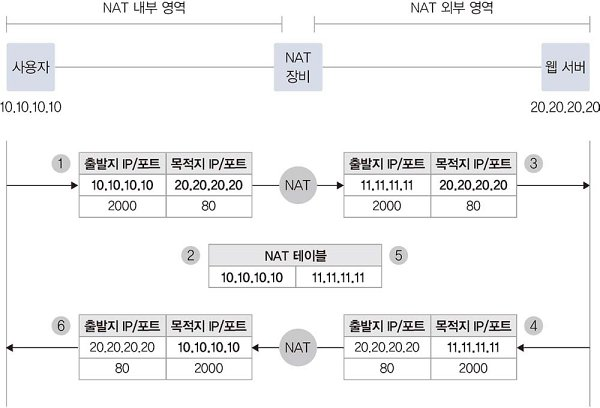 NAT 내부 영역 NAT 외부 영역
사용자 NAT 장비 웹 서버
10.10.10.10 20.20.20.20
1 출발지 IP/포트 목적지 IP/포트 출발지 IP/포트 목적지 IP/포트 3
10.10.10.10 20.20.20.20 NAT 11.11.11.11 20.20.20.20
2000 80 2000 80
2 NAT 테이블 5
10.10.10.10 11.11.11.11
6 출발지 IP/포트 목적지 IP/포트 출발지 IP/포트 목적지 IP/포트 4
20.20.20.20 10.10.10.10 NAT 20.20.20.20 11.11.11.11
80 2000 80 2000